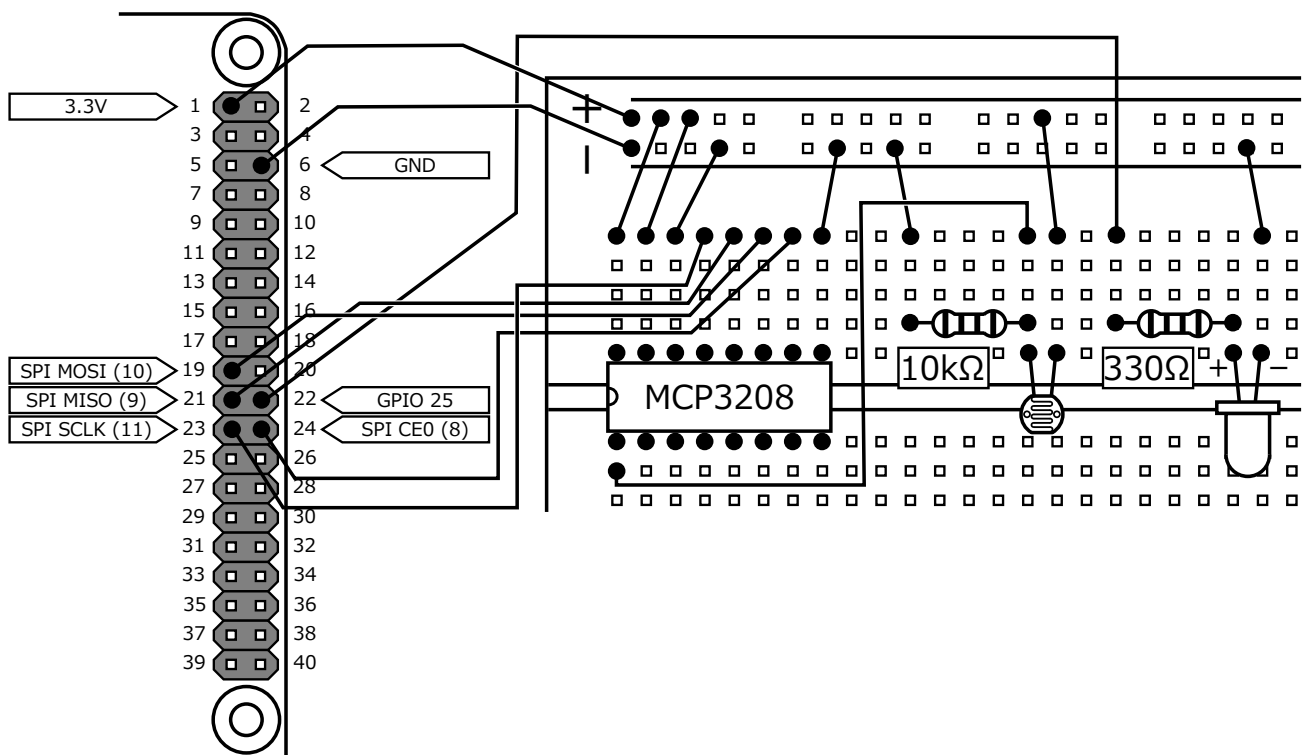 3.3V 1 2
3 4
5 6 GND
7 8
9 10
11 12
13 14
15 16
17 18
SPI MOSI (10) 19 20
SPI MISO (9) 21 22 GPIO 25
SPI SCLK (11) 23 24 SPI CE0 (8)
25 26
27 28
29 30
31 32
33 34
35 36
37 38
39 40
+
−
MCP3208
10kΩ
330Ω
+ −